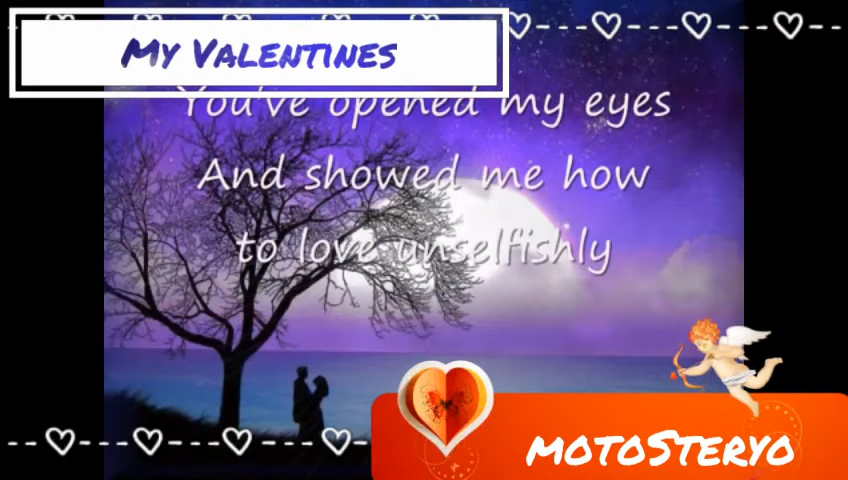 My Valentines
You've opened my eyes
And showed me how
to love unselfishly
motoSteryo